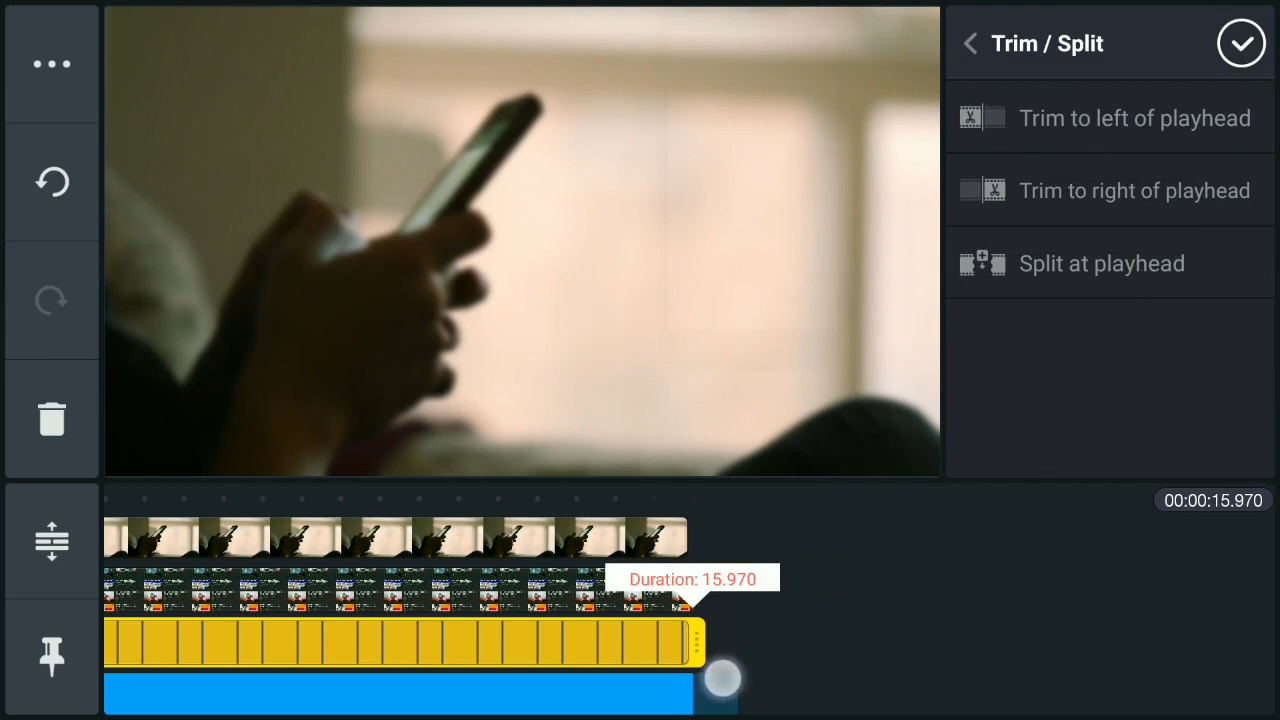 Trim / Split
Trim to left of playhead
Trim to right of playhead
Split at playhead
00:00:15.970
Duration: 15.970